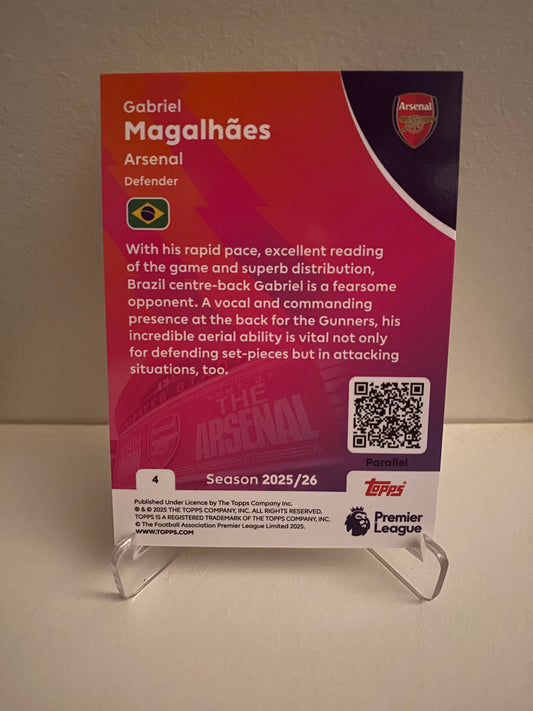 Gabriel
Magalhães
Arsenal
Defender
Arsenal
With his rapid pace, excellent reading
of the game and superb distribution,
Brazil centre-back Gabriel is a fearsome
opponent. A vocal and commanding
presence at the back for the Gunners, his
incredible aerial ability is vital not only
for defending set-pieces but in attacking
situations, too.
HOME OF
THE
ARSENAL
Parallel
4
Season 2025/26
Topps
Published Under Licence by The Topps Company Inc.
® & © 2025 THE TOPPS COMPANY, INC. ALL RIGHTS RESERVED.
TOPPS IS A REGISTERED TRADEMARK OF THE TOPPS COMPANY, INC.
© The Football Association Premier League Limited 2025.
WWW.TOPPS.COM
Premier
League